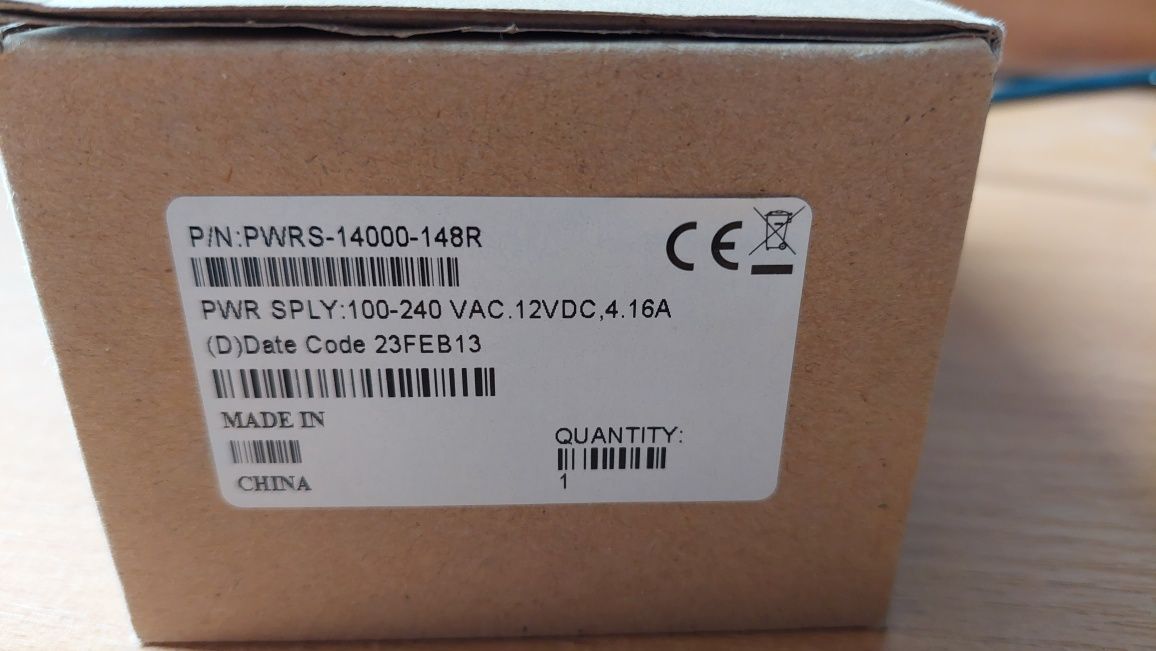 P/N:PWRS-14000-148R
CE
PWR SPLY:100-240 VAC.12VDC,4.16A
(D)Date Code 23FEB13
MADE IN
CHINA
QUANTITY:
1